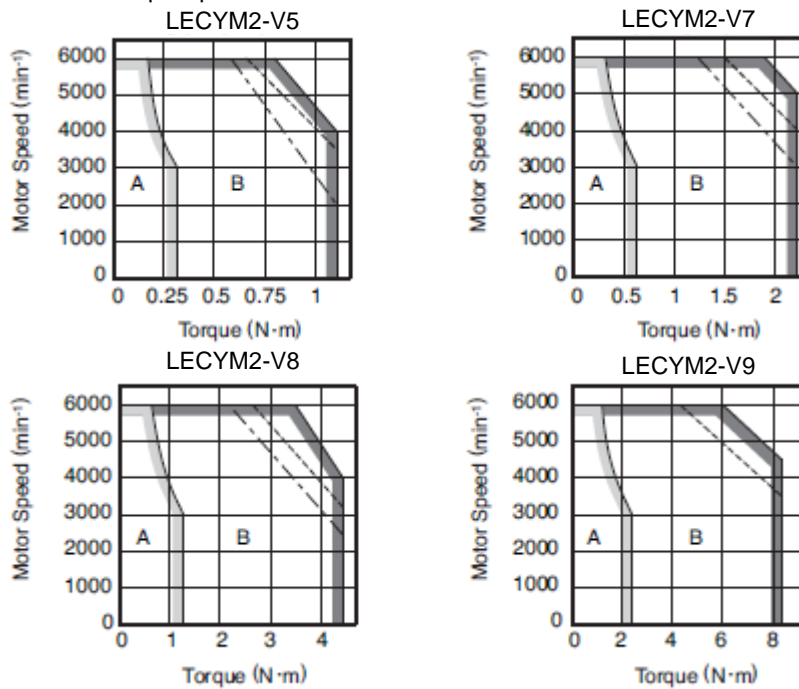 LECYM2-V5
Motor Speed (min⁻¹)
6000
5000
4000
3000
2000
1000
0
A
B
0 0.25 0.5 0.75 1
Torque (N·m)
LECYM2-V7
Motor Speed (min⁻¹)
6000
5000
4000
3000
2000
1000
0
A
B
0 0.5 1 1.5 2
Torque (N·m)
LECYM2-V8
Motor Speed (min⁻¹)
6000
5000
4000
3000
2000
1000
0
A
B
0 1 2 3 4
Torque (N·m)
LECYM2-V9
Motor Speed (min⁻¹)
6000
5000
4000
3000
2000
1000
0
A
B
0 2 4 6 8
Torque (N·m)